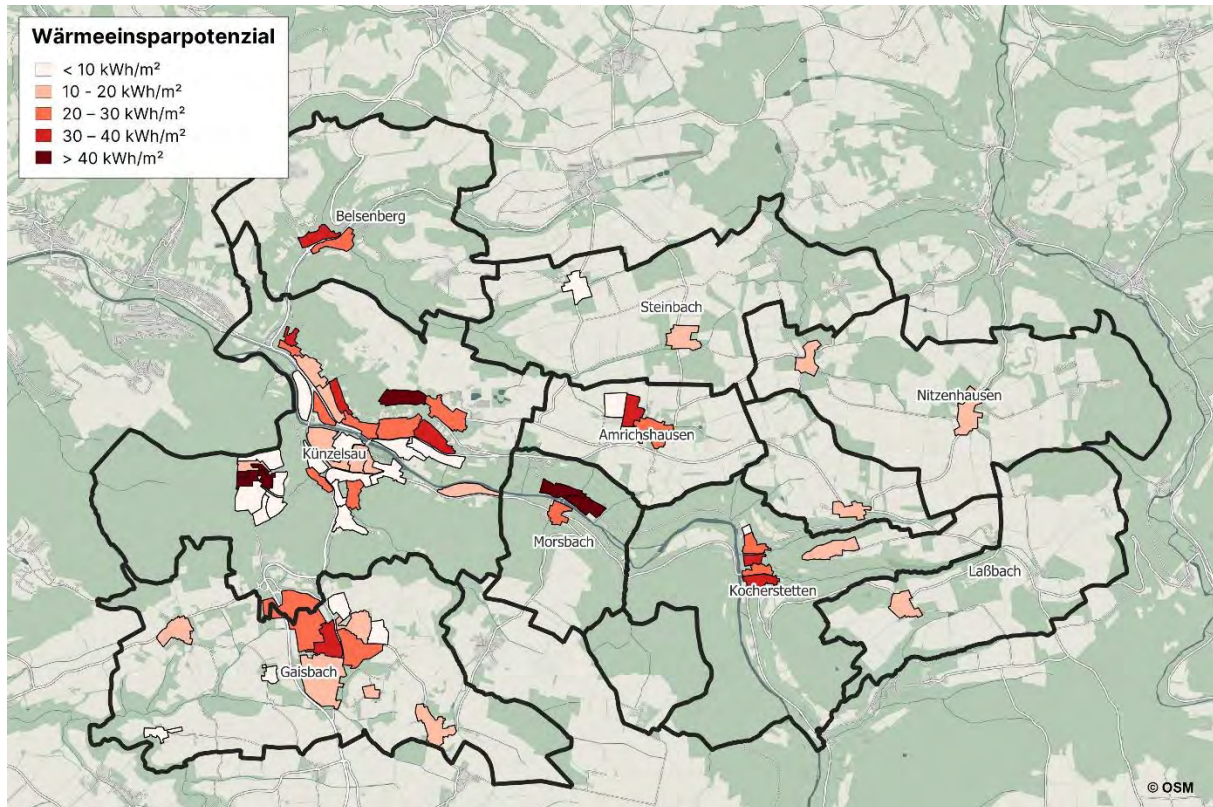 Wärmeeinsparpotenzial
< 10 kWh/m²
10 - 20 kWh/m²
20 – 30 kWh/m²
30 – 40 kWh/m²
> 40 kWh/m²
Belsenberg
Steinbach
Nitzenhausen
Amrichshausen
Künzelsau
Morsbach
Laßbach
Kocherstetten
Gaisbach
© OSM